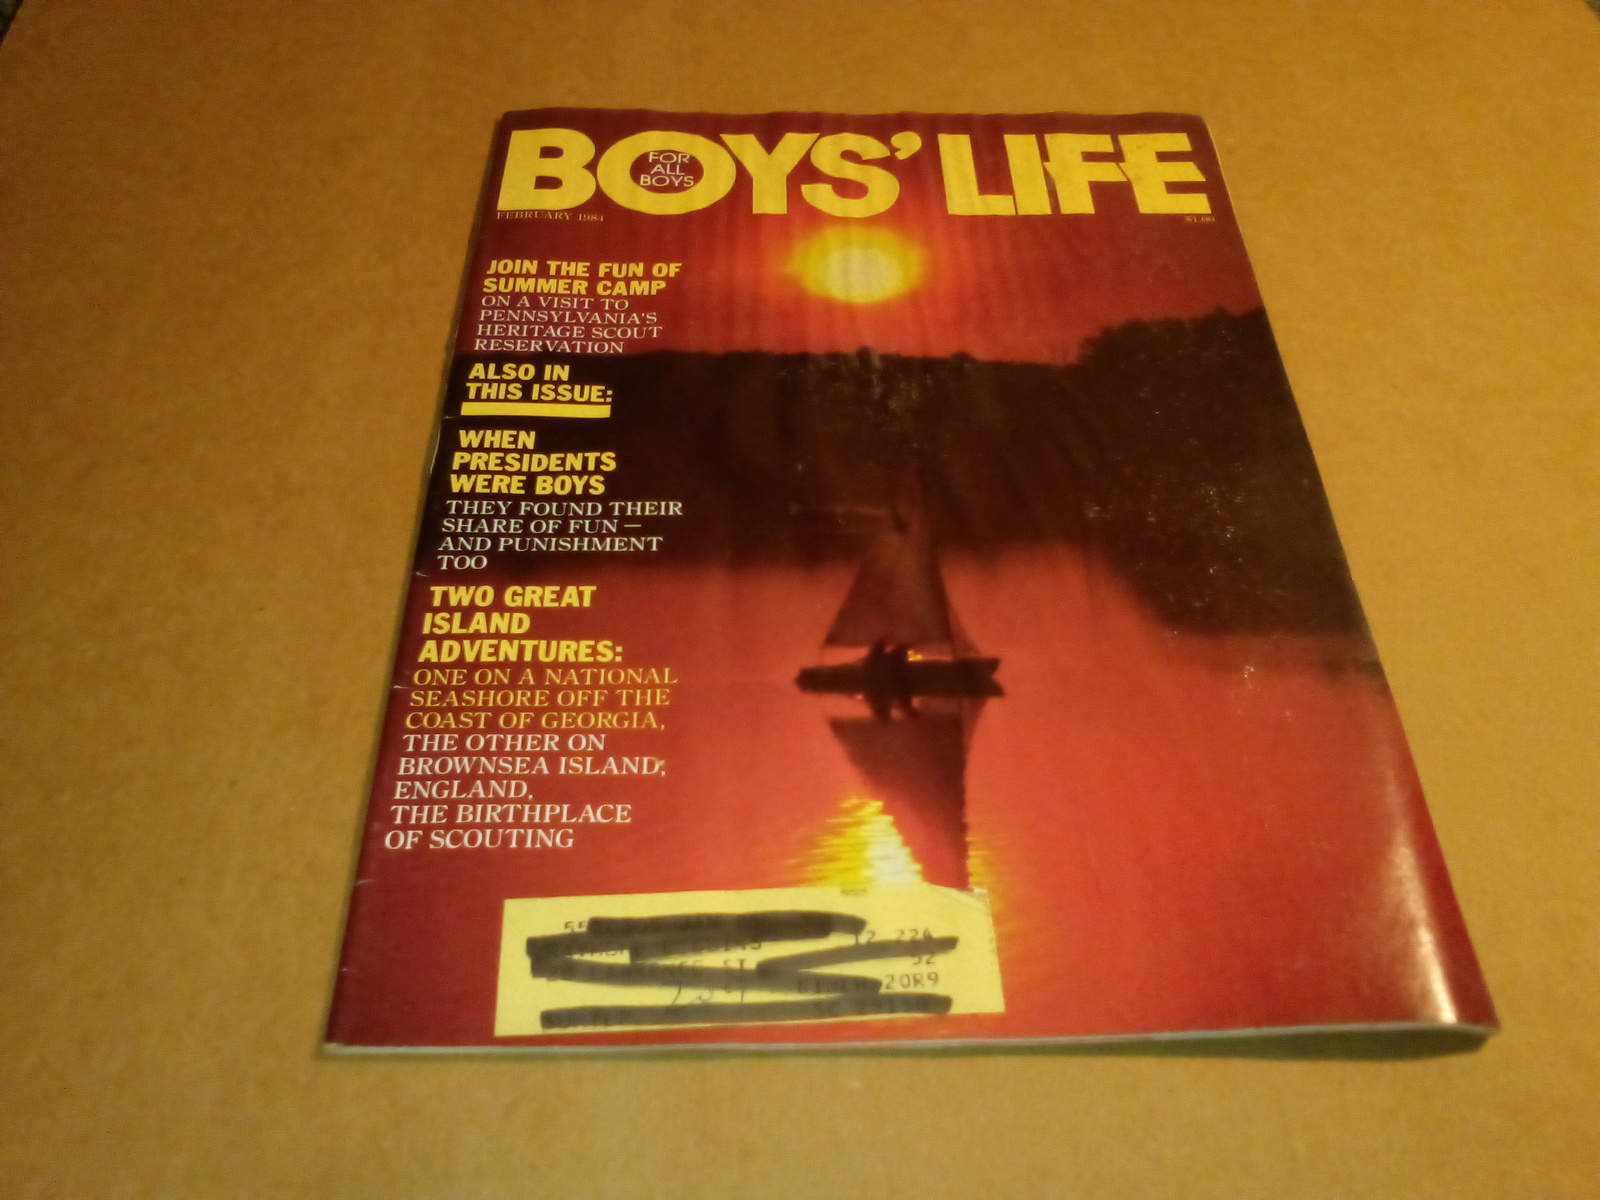 BOYS' LIFE
FOR
ALL
BOYS
FEBRUARY 1984
$1.00
JOIN THE FUN OF
SUMMER CAMP
ON A VISIT TO
PENNSYLVANIA'S
HERITAGE SCOUT
RESERVATION
ALSO IN
THIS ISSUE:
WHEN
PRESIDENTS
WERE BOYS
THEY FOUND THEIR
SHARE OF FUN —
AND PUNISHMENT
TOO
TWO GREAT
ISLAND
ADVENTURES:
ONE ON A NATIONAL
SEASHORE OFF THE
COAST OF GEORGIA,
THE OTHER ON
BROWNSEA ISLAND,
ENGLAND,
THE BIRTHPLACE
OF SCOUTING